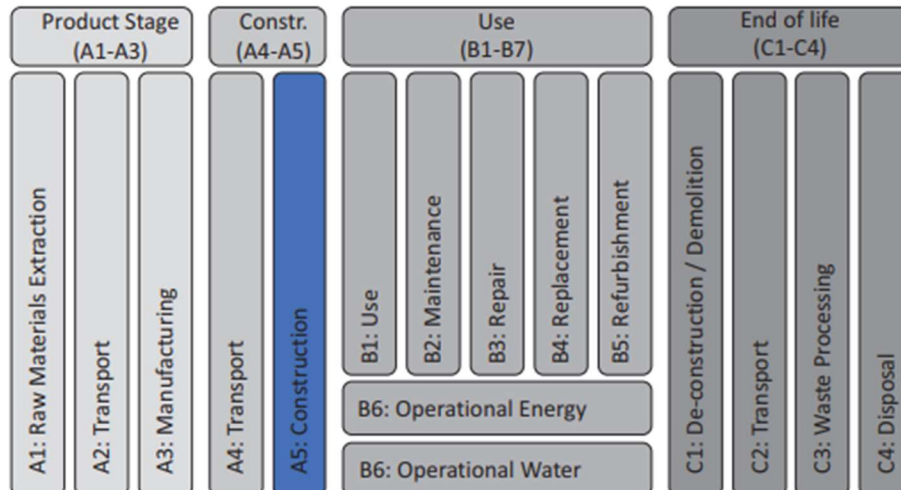 Product Stage
(A1-A3)
Constr.
(A4-A5)
Use
(B1-B7)
End of life
(C1-C4)
A1: Raw Materials Extraction
A2: Transport
A3: Manufacturing
A4: Transport
A5: Construction
B1: Use
B2: Maintenance
B3: Repair
B4: Replacement
B5: Refurbishment
B6: Operational Energy
B6: Operational Water
C1: De-construction / Demolition
C2: Transport
C3: Waste Processing
C4: Disposal